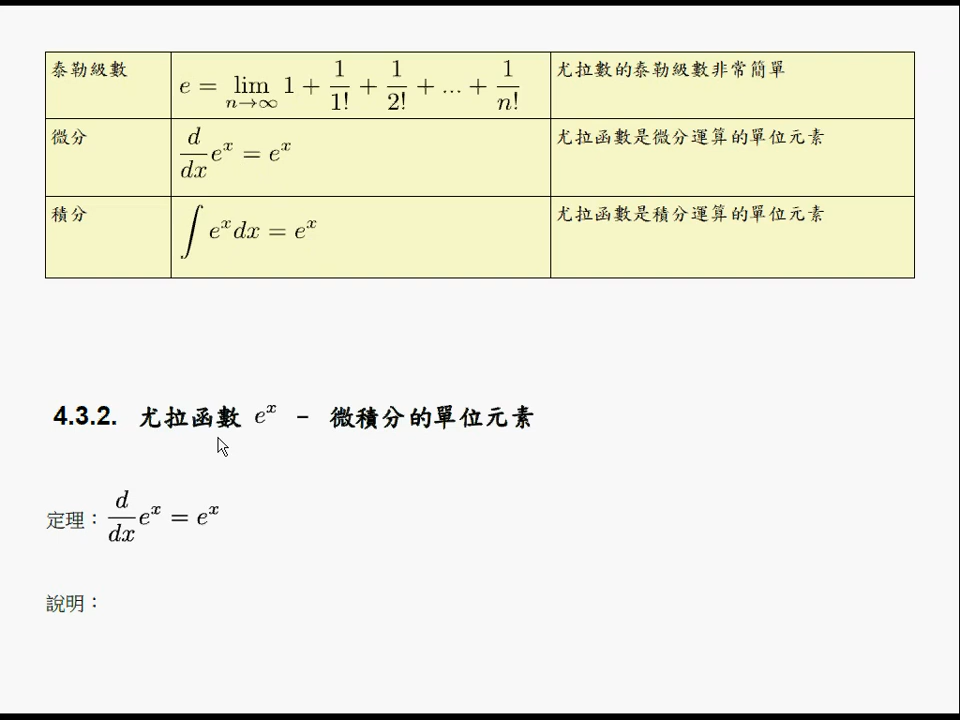 泰勒級數 e = lim n→∞ 1 + 1/1! + 1/2! + ... + 1/n! 尤拉數的泰勒級數非常簡單
微分 d/dx e^x = e^x 尤拉函數是微分運算的單位元素
積分 ∫ e^x dx = e^x 尤拉函數是積分運算的單位元素
4.3.2. 尤拉函數 e^x － 微積分的單位元素
定理：d/dx e^x = e^x
說明：